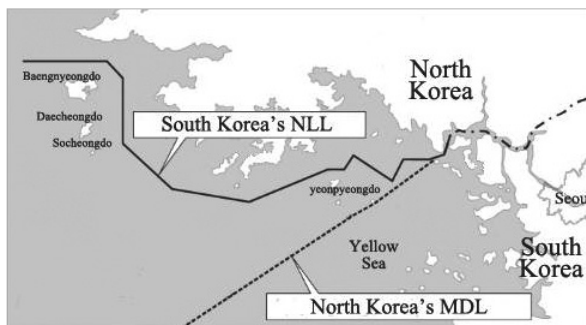 Baengnyeongdo
Daecheongdo
Socheongdo
South Korea's NLL
North
Korea
yeonpyeongdo
Seou
Yellow
Sea
South
Korea
North Korea's MDL